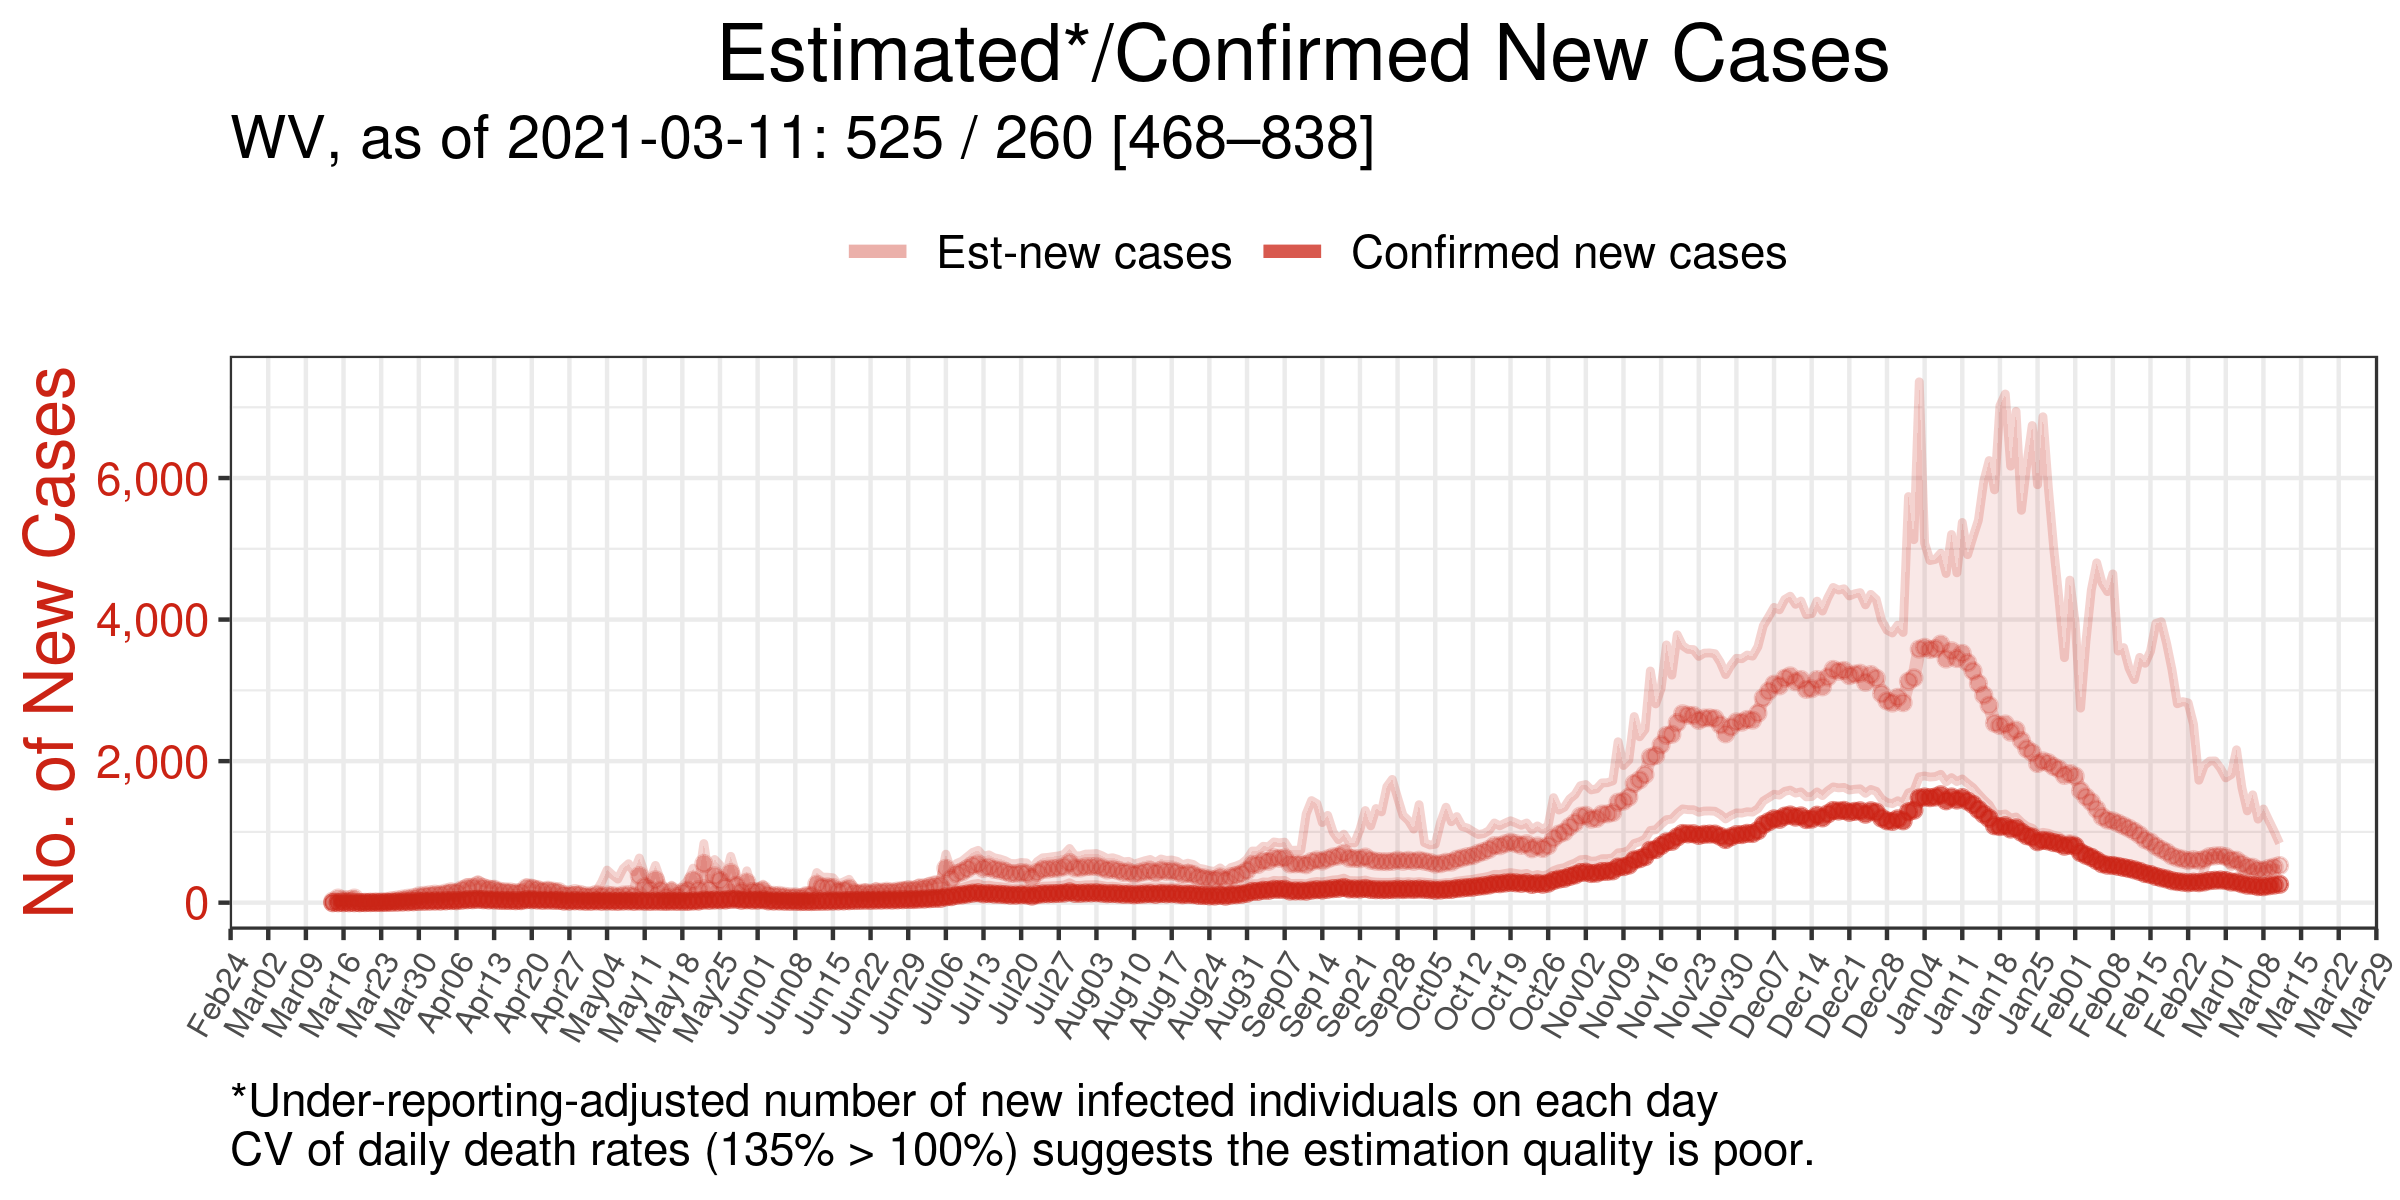 Estimated*/Confirmed New Cases
WV, as of 2021-03-11: 525 / 260 [468–838]
Est-new cases Confirmed new cases
No. of New Cases
6,000
4,000
2,000
0
Feb24 Mar02 Mar09 Mar16 Mar23 Mar30 Apr06 Apr13 Apr20 Apr27 May04 May11 May18 May25 Jun01 Jun08 Jun15 Jun22 Jun29 Jul06 Jul13 Jul20 Jul27 Aug03 Aug10 Aug17 Aug24 Aug31 Sep07 Sep14 Sep21 Sep28 Oct05 Oct12 Oct19 Oct26 Nov02 Nov09 Nov16 Nov23 Nov30 Dec07 Dec14 Dec21 Dec28 Jan04 Jan11 Jan18 Jan25 Feb01 Feb08 Feb15 Feb22 Mar01 Mar08 Mar15 Mar22 Mar29
*Under-reporting-adjusted number of new infected individuals on each day
CV of daily death rates (135% > 100%) suggests the estimation quality is poor.